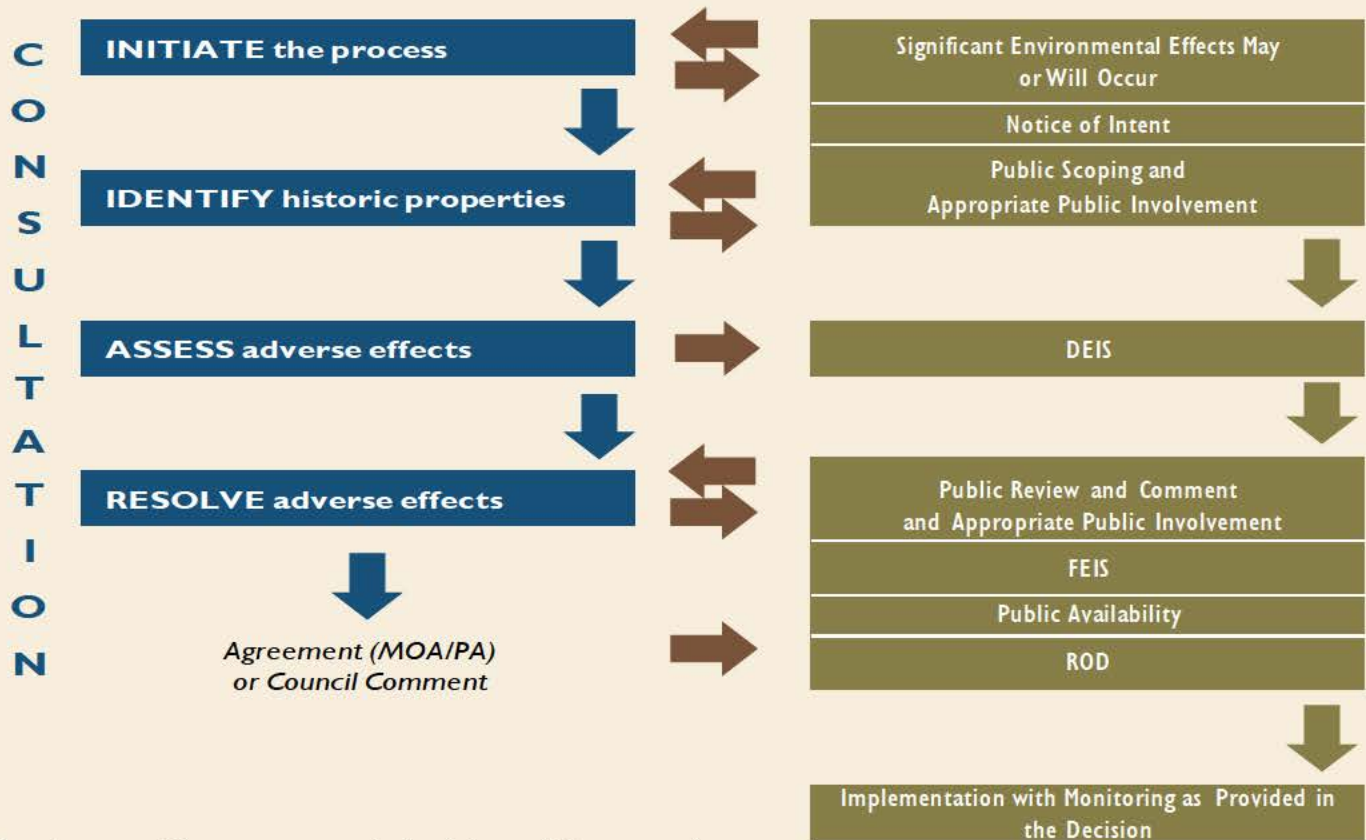 CONSULTATION
INITIATE the process
IDENTIFY historic properties
ASSESS adverse effects
RESOLVE adverse effects
Agreement (MOA/PA)
or Council Comment
Significant Environmental Effects May
or Will Occur
Notice of Intent
Public Scoping and
Appropriate Public Involvement
DEIS
Public Review and Comment
and Appropriate Public Involvement
FEIS
Public Availability
ROD
Implementation with Monitoring as Provided in
the Decision